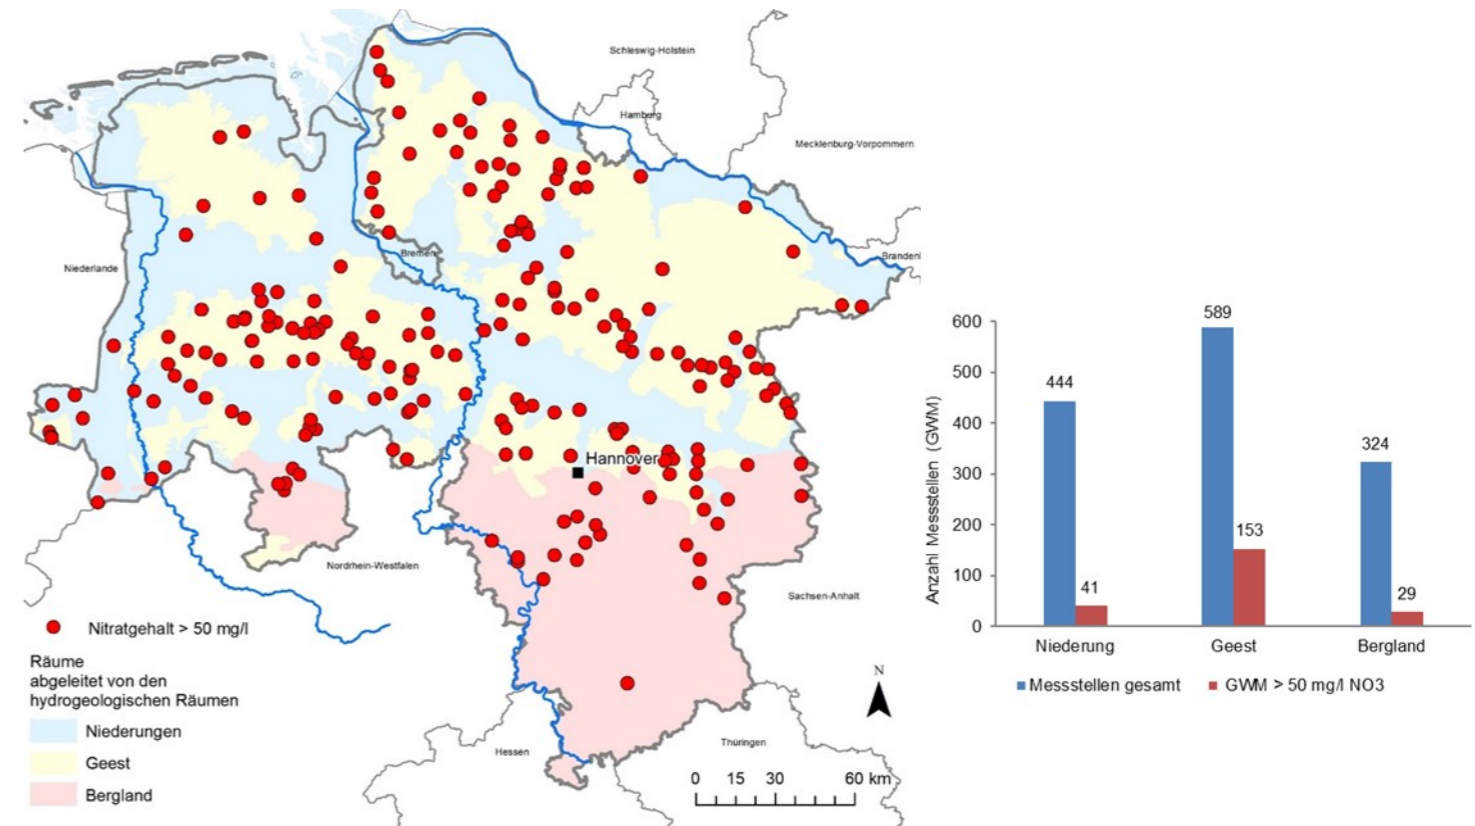 Schleswig-Holstein
Hamburg
Mecklenburg-Vorpommern
Niederlande
Bremen
Branden
Hannover
Nordrhein-Westfalen
Sachsen-Anhalt
Hessen
Thüringen
Nitratgehalt > 50 mg/l
Räume
abgeleitet von den
hydrogeologischen Räumen
Niederungen
Geest
Bergland
N
0 15 30 60 km
Anzahl Messstellen (GWM)
600
500
400
300
200
100
0
444
41
589
153
324
29
Niederung Geest Bergland
Messstellen gesamt GWM > 50 mg/l NO3